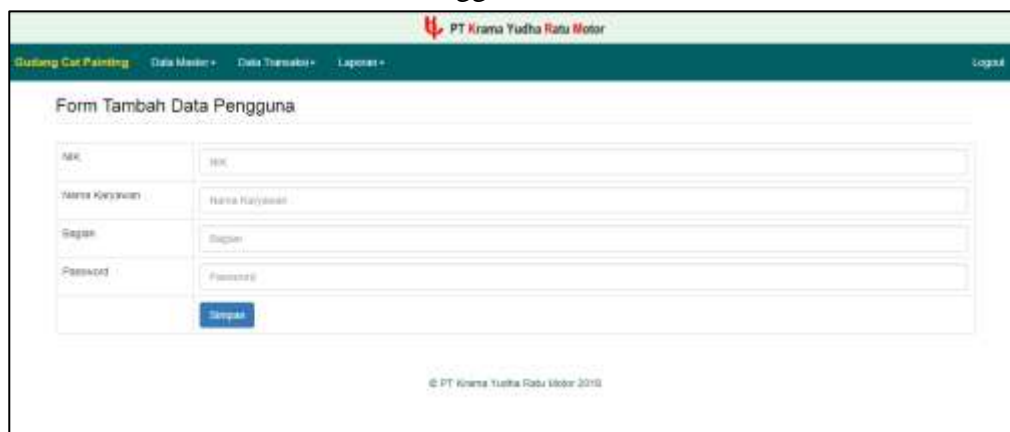 PT Krama Yudha Ratu Motor
Gudang Cat Painting Data Master Data Transaksi Laporan Logout
Form Tambah Data Pengguna
NIK NIK
Nama Karyawan Nama Karyawan
Bagian Bagian
Password Password
Simpan
© PT Krama Yudha Ratu Motor